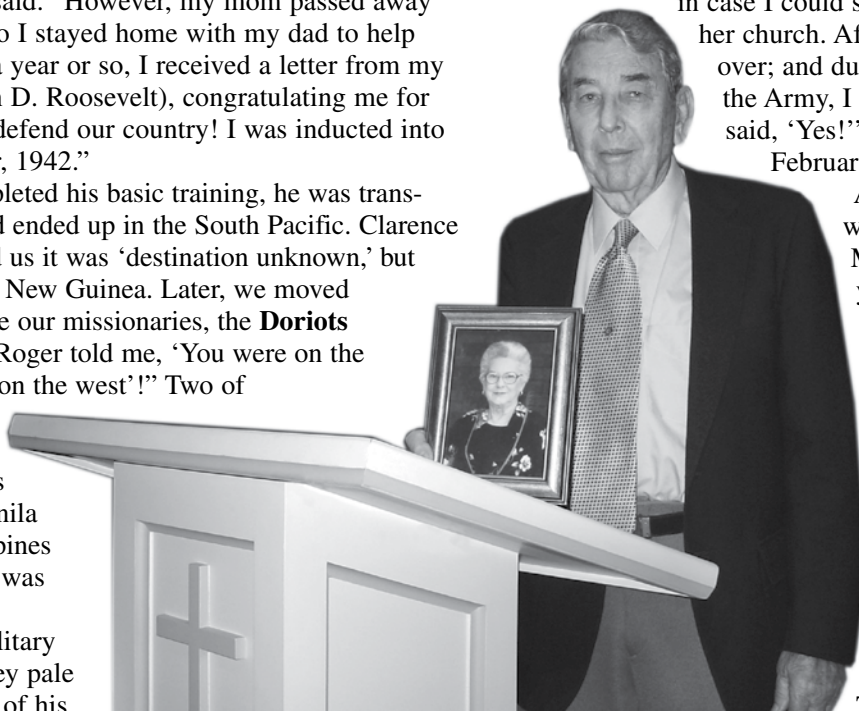 said. “However, my mom passed away
o I stayed home with my dad to help
a year or so, I received a letter from my
n D. Roosevelt), congratulating me for
defend our country! I was inducted into
r, 1942.”
pleted his basic training, he was trans-
d ended up in the South Pacific. Clarence
d us it was ‘destination unknown,’ but
New Guinea. Later, we moved
e our missionaries, the Doriots
Roger told me, ‘You were on the
on the west’!” Two of
s
nila
pines
was
litary
ey pale
of his
in case I could s
her church. Af
over; and du
the Army, I
said, ‘Yes!’
Februar
w